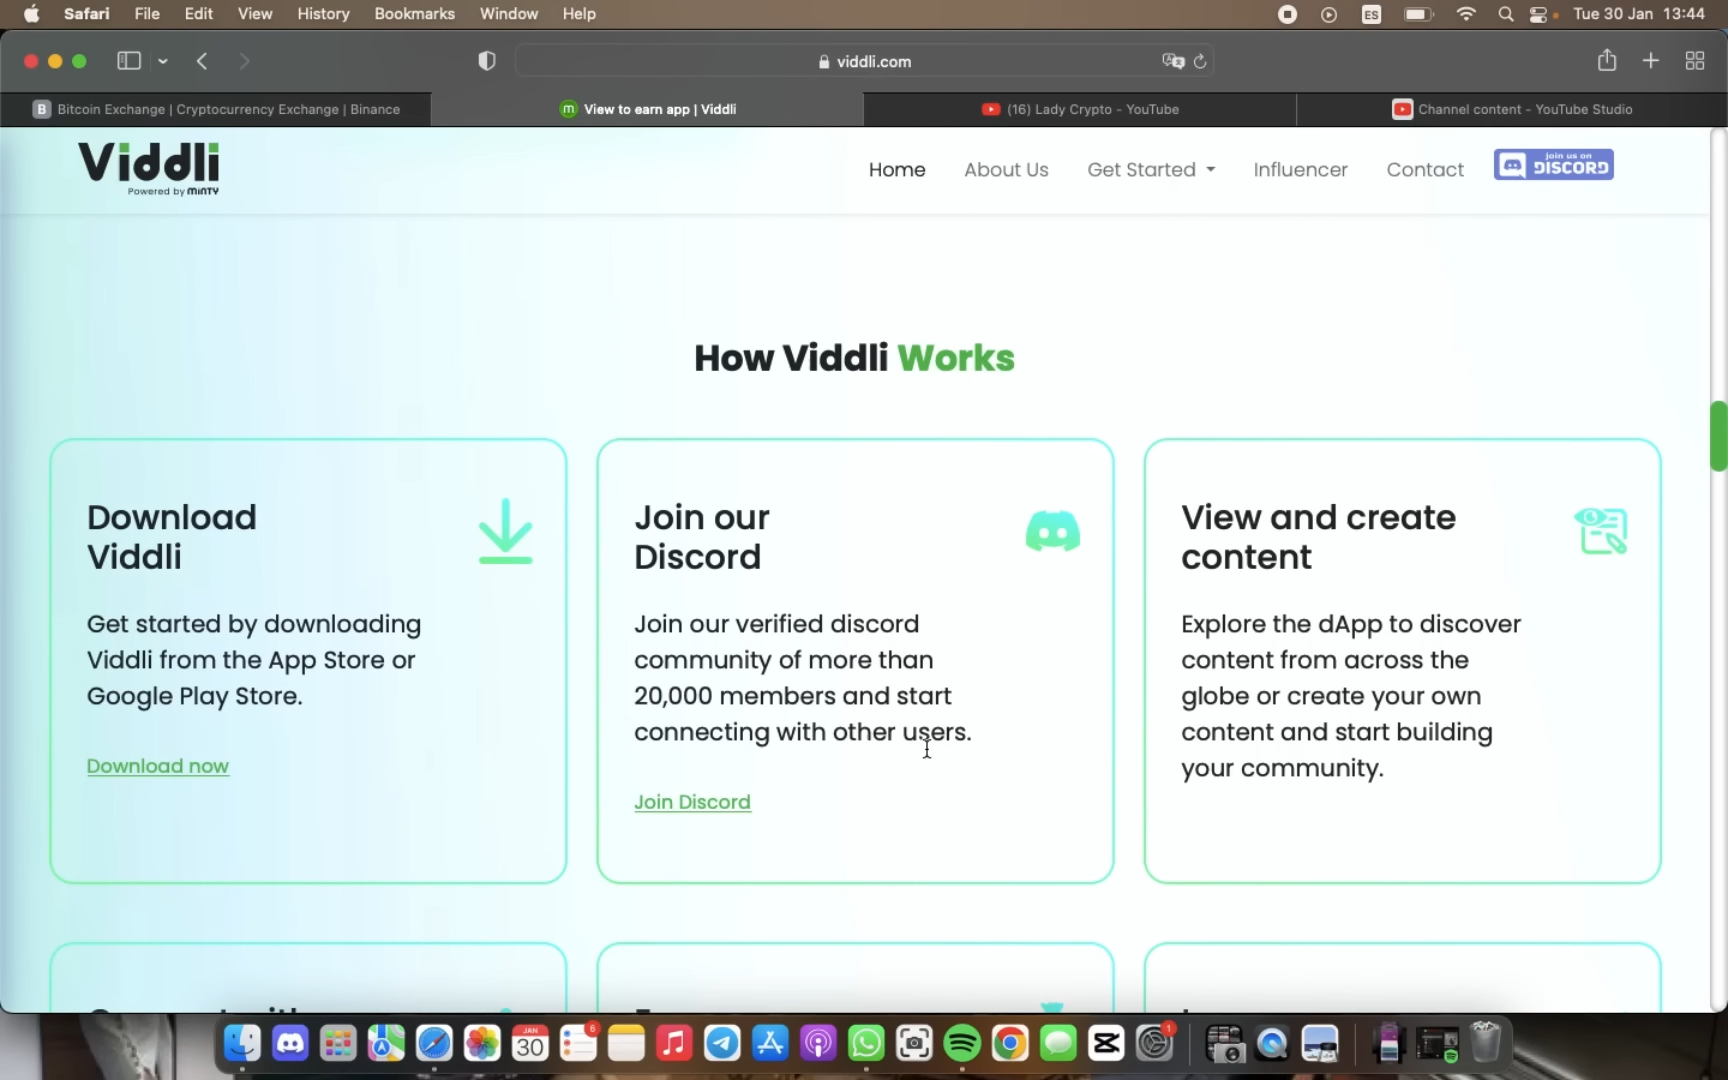 Safari File Edit View History Bookmarks Window Help ES Tue 30 Jan 13:44
viddli.com
B Bitcoin Exchange | Cryptocurrency Exchange | Binance
m View to earn app | Viddli
(16) Lady Crypto - YouTube
Channel content - YouTube Studio
Viddli
Powered by MINTY
Home About Us Get Started Influencer Contact
join us on
DISCORD
How Viddli Works
Download
Viddli
Get started by downloading
Viddli from the App Store or
Google Play Store.
Download now
Join our
Discord
Join our verified discord
community of more than
20,000 members and start
connecting with other users.
Join Discord
View and create
content
Explore the dApp to discover
content from across the
globe or create your own
content and start building
your community.
JAN
30
6
1